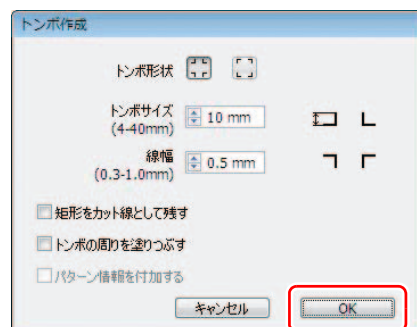 トンボ作成
トンボ形状
トンボサイズ 10 mm
(4-40mm)
線幅 0.5 mm
(0.3-1.0mm)
矩形をカット線として残す
トンボの周りを塗りつぶす
パターン情報を付加する
キャンセル OK